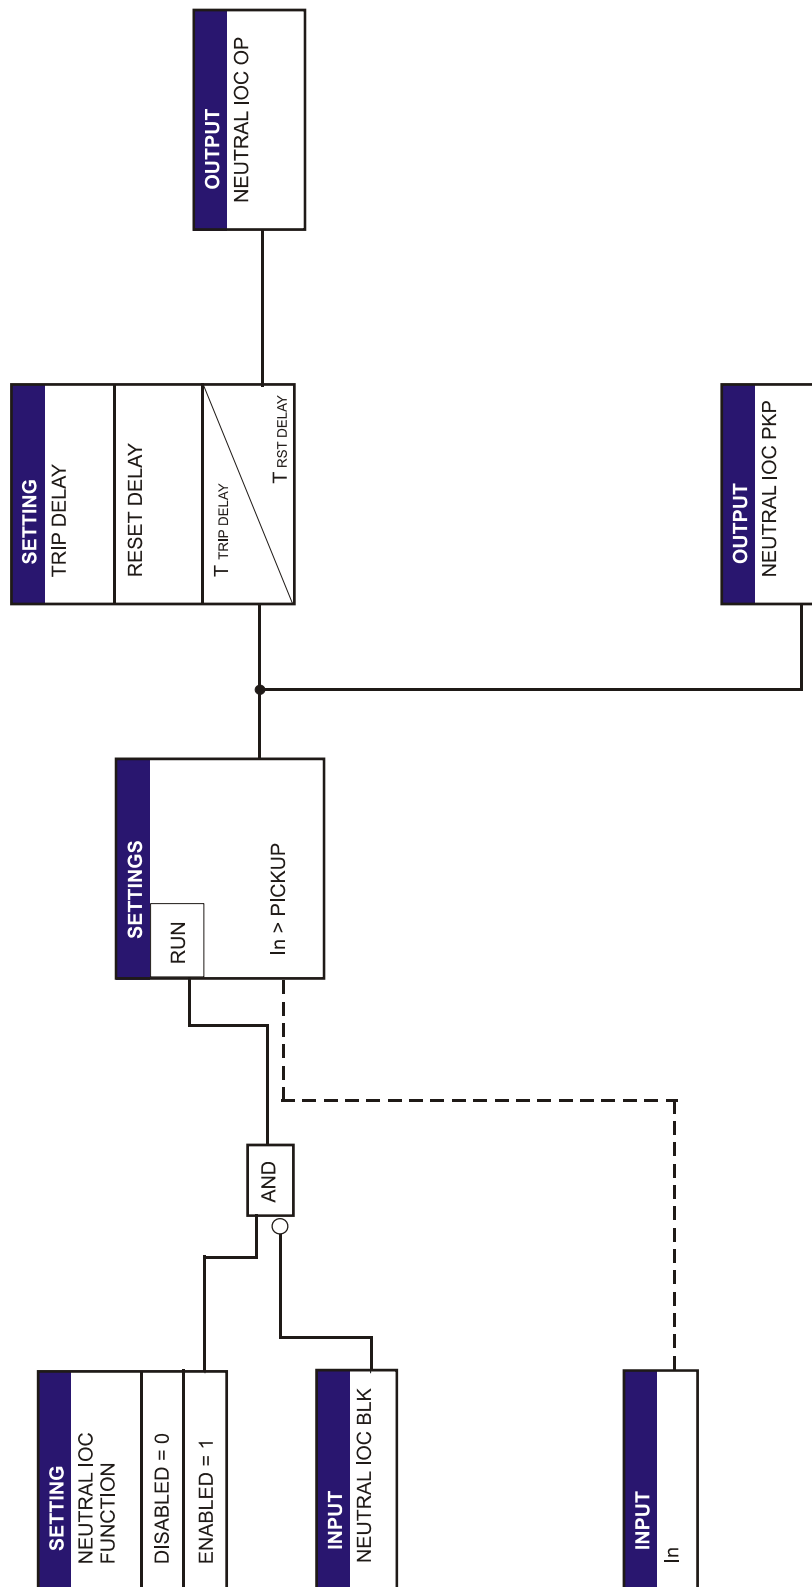 SETTING
NEUTRAL IOC
FUNCTION
DISABLED = 0
ENABLED = 1
INPUT
NEUTRAL IOC BLK
INPUT
In
AND
SETTINGS
RUN
In > PICKUP
SETTING
TRIP DELAY
RESET DELAY
T TRIP DELAY
T RST DELAY
OUTPUT
NEUTRAL IOC PKP
OUTPUT
NEUTRAL IOC OP